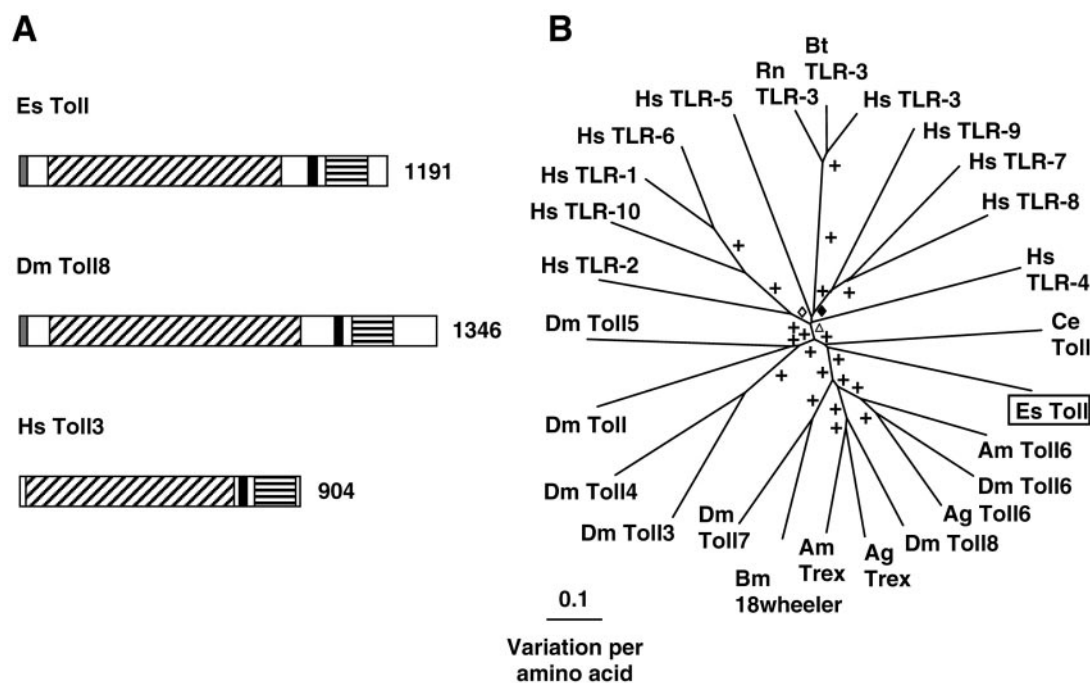 A
Es Toll
1191
Dm Toll8
1346
Hs Toll3
904
B
Bt
TLR-3
Rn
TLR-3
Hs TLR-5
Hs TLR-3
Hs TLR-6
Hs TLR-9
Hs TLR-1
Hs TLR-7
Hs TLR-10
Hs TLR-8
Hs TLR-2
Hs
TLR-4
Dm Toll5
Ce
Toll
Dm Toll
Es Toll
Am Toll6
Dm Toll4
Dm Toll6
Dm Toll3
Dm
Toll7
Ag Toll6
Dm Toll8
Bm
18wheeler
Am
Trex
Ag
Trex
0.1
Variation per
amino acid